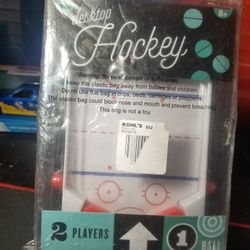 desktop
8+
Hockey
Warning: To avoid danger of suffocation,
keep this plastic bag away from babies and children.
Do not use this bag in cribs, beds, carriages or playpens.
The plastic bag could block nose and mouth and prevent breathing.
This bag is not a toy.
KOHL'S
2 PLAYERS
1